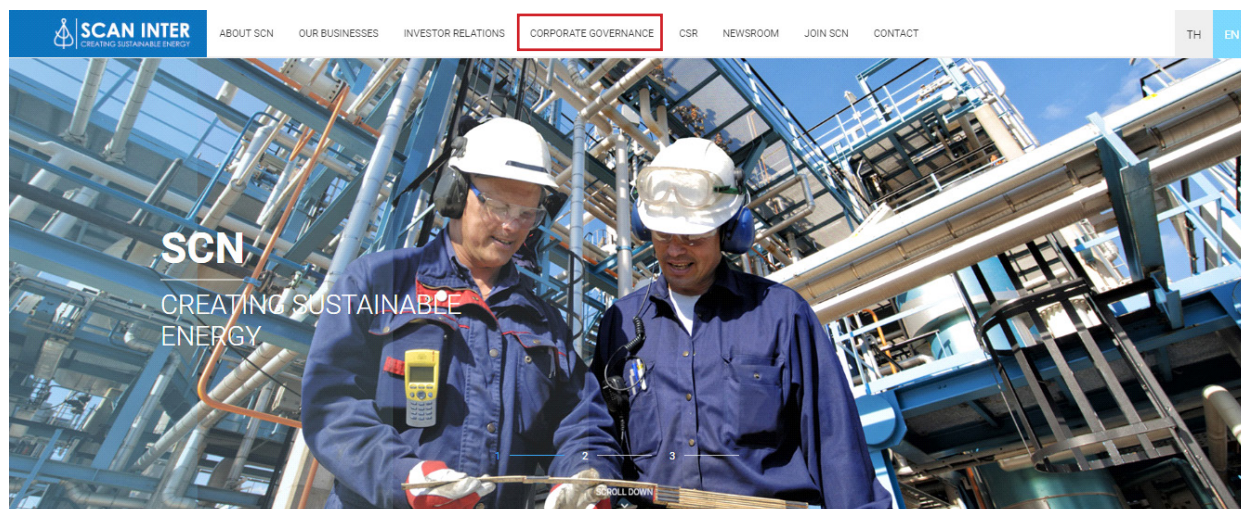 SCAN INTER
CREATING SUSTAINABLE ENERGY
ABOUT SCN OUR BUSINESSES INVESTOR RELATIONS CORPORATE GOVERNANCE CSR NEWSROOM JOIN SCN CONTACT TH EN
SCN
CREATING SUSTAINABLE
ENERGY
1 2 3
SCROLL DOWN